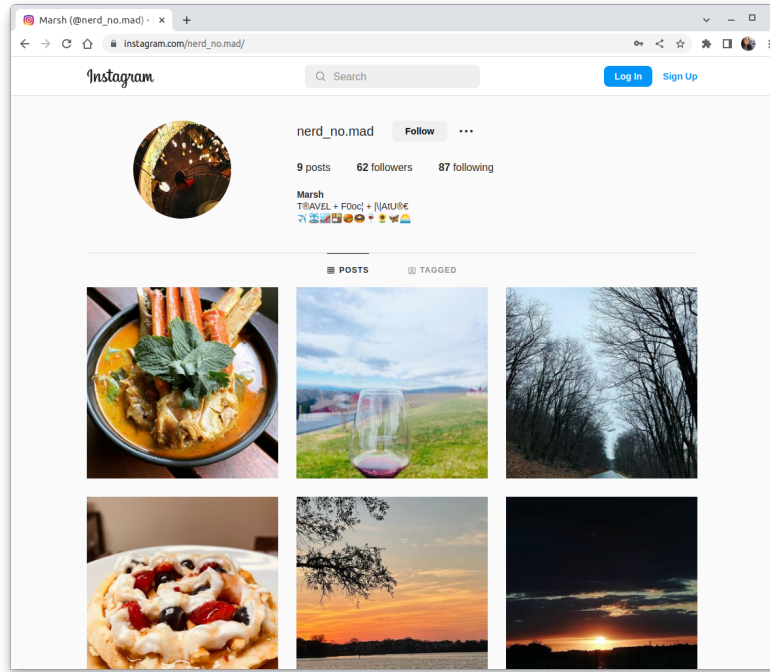 Marsh (@nerd_no.mad) •
instagram.com/nerd_no.mad/
Instagram
Search
Log In
Sign Up
nerd_no.mad
Follow
9 posts 62 followers 87 following
Marsh
T®AV£L + F0oc¦ + |\|AtU®€
✈️🏝️🌁🌇🍔🍩🍷🌻🦋🌅
POSTS
TAGGED